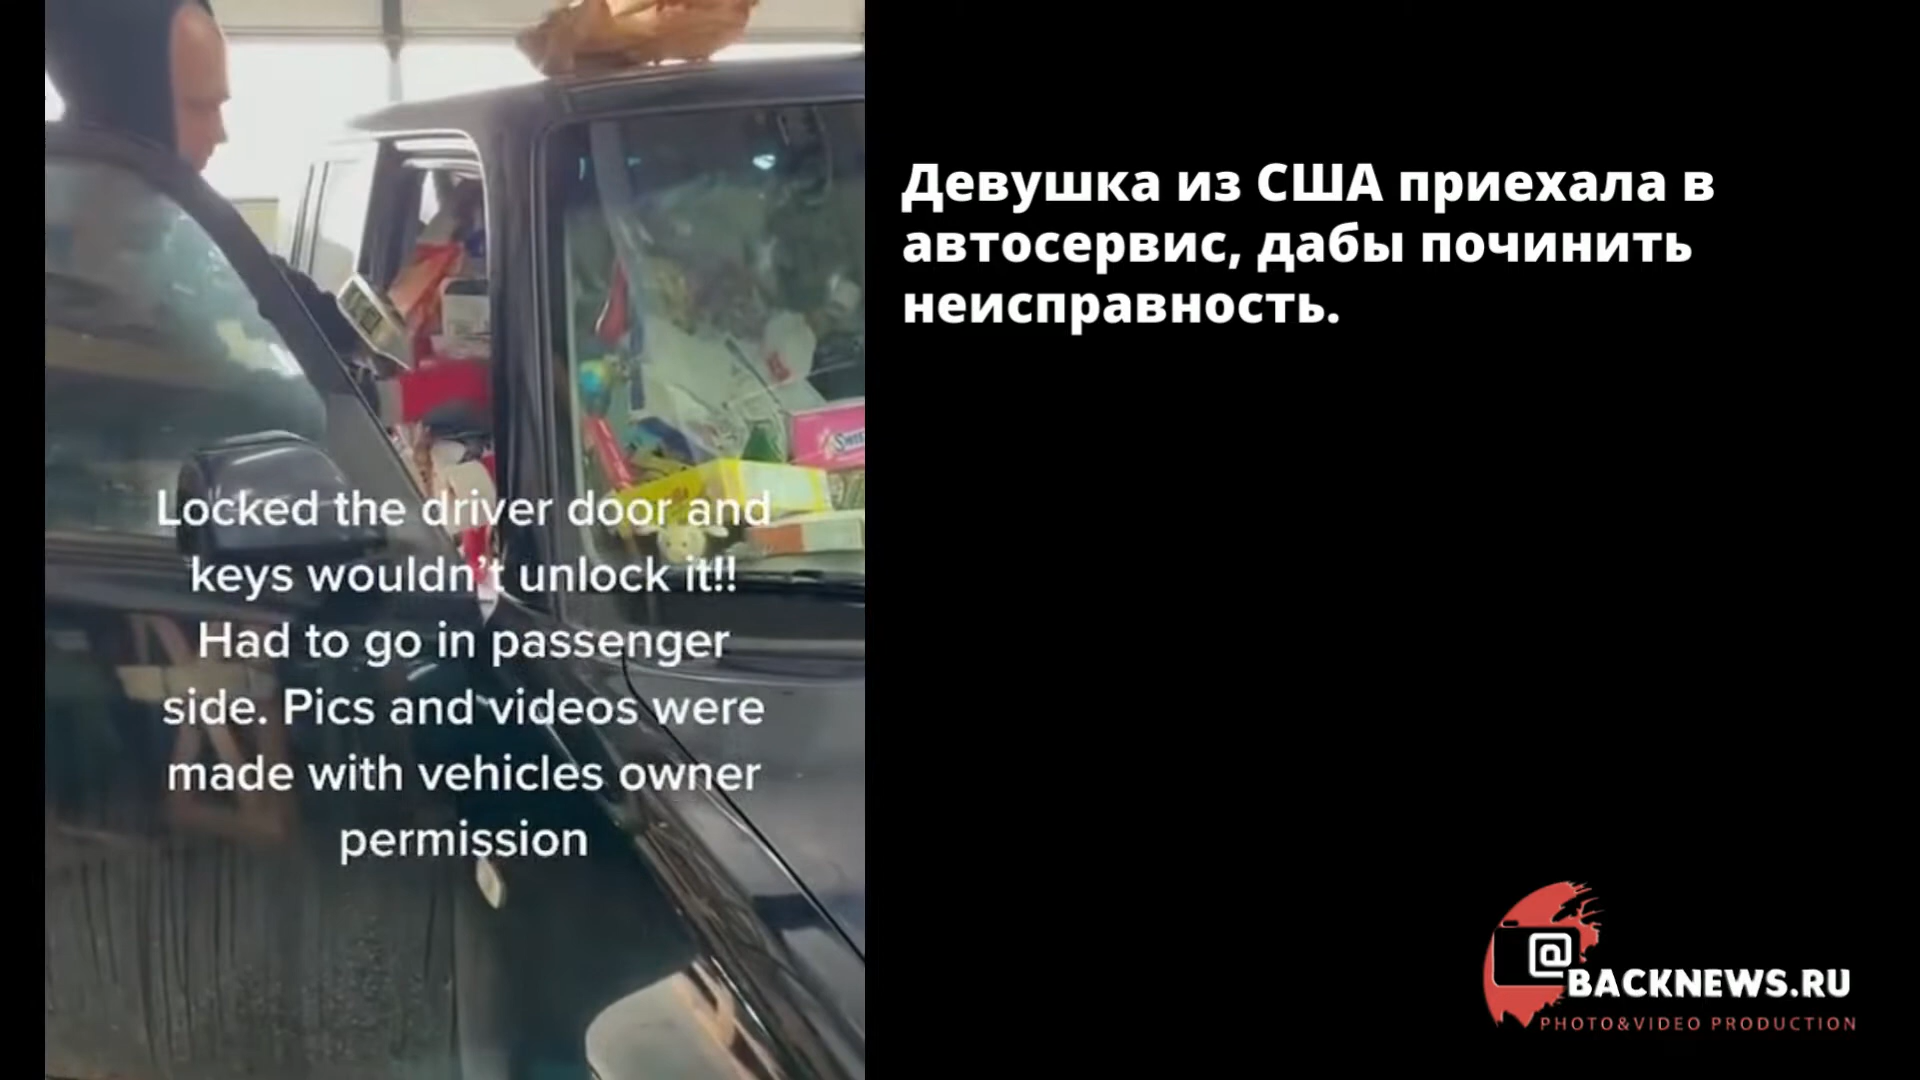 Девушка из США приехала в
автосервис, дабы починить
неисправность.
Locked the driver door and
keys wouldn't unlock it!!
Had to go in passenger
side. Pics and videos were
made with vehicles owner
permission
@BACKNEWS.RU
PHOTO&VIDEO PRODUCTION